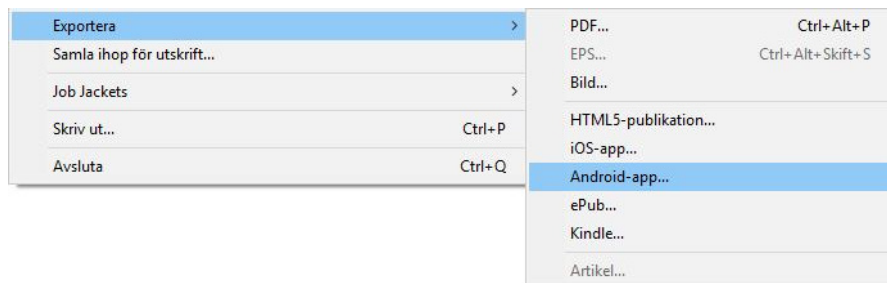 Exportera >
Samla ihop för utskrift...
Job Jackets >
Skriv ut... Ctrl+P
Avsluta Ctrl+Q
PDF... Ctrl+Alt+P
EPS... Ctrl+Alt+Skift+S
Bild...
HTML5-publikation...
iOS-app...
Android-app...
ePub...
Kindle...
Artikel...